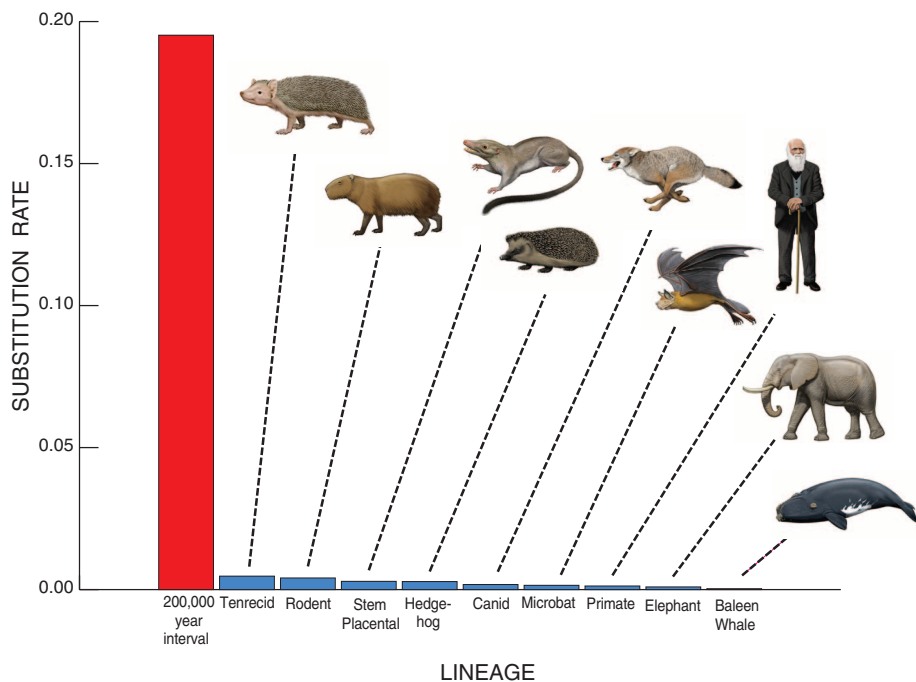 0.20
0.15
0.10
0.05
0.00
SUBSTITUTION RATE
200,000
year
interval
Tenrecid
Rodent
Stem
Placental
Hedge-
hog
Canid
Microbat
Primate
Elephant
Baleen
Whale
LINEAGE